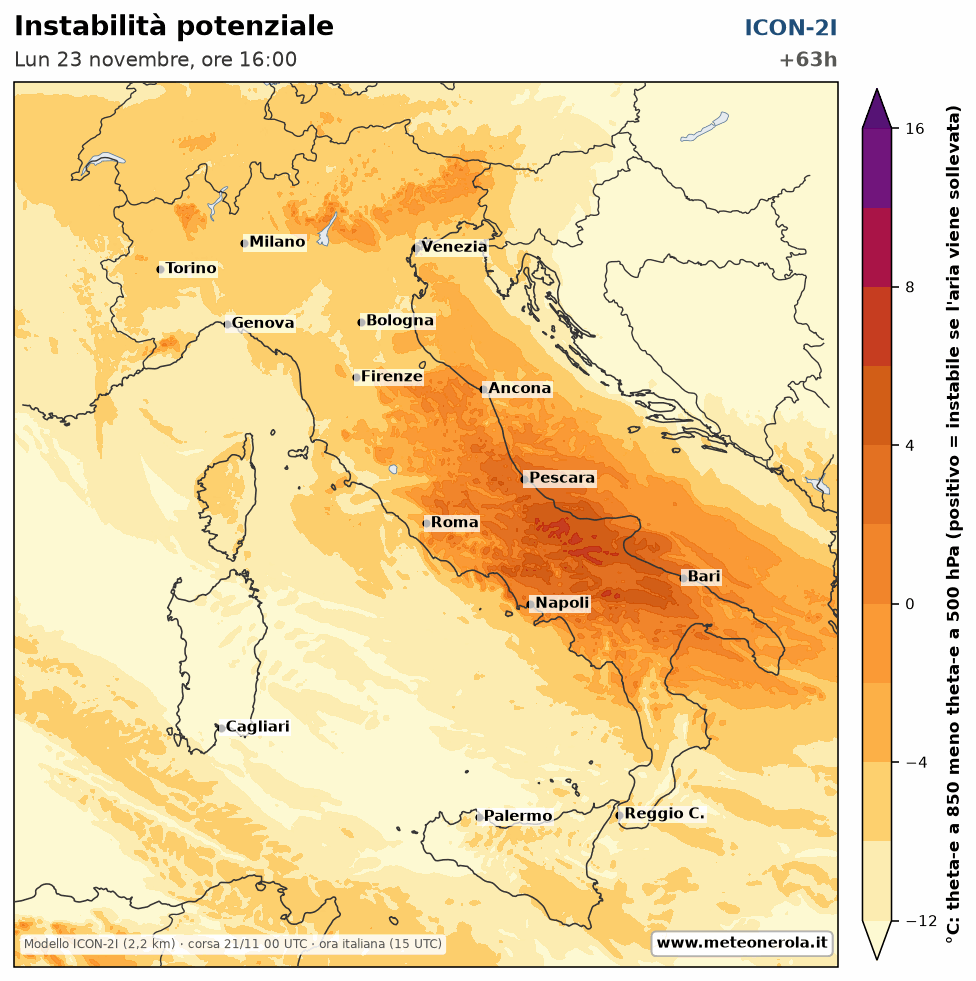 Instabilità potenziale
ICON-2I
Lun 23 novembre, ore 16:00
+63h
Milano
Venezia
Torino
Genova
Bologna
Firenze
Ancona
Pescara
Roma
Bari
Napoli
Cagliari
Palermo
Reggio C.
Modello ICON-2I (2,2 km) · corsa 21/11 00 UTC · ora italiana (15 UTC)
www.meteonerola.it
16
8
4
0
−4
−12
°C: theta-e a 850 meno theta-e a 500 hPa (positivo = instabile se l'aria viene sollevata)